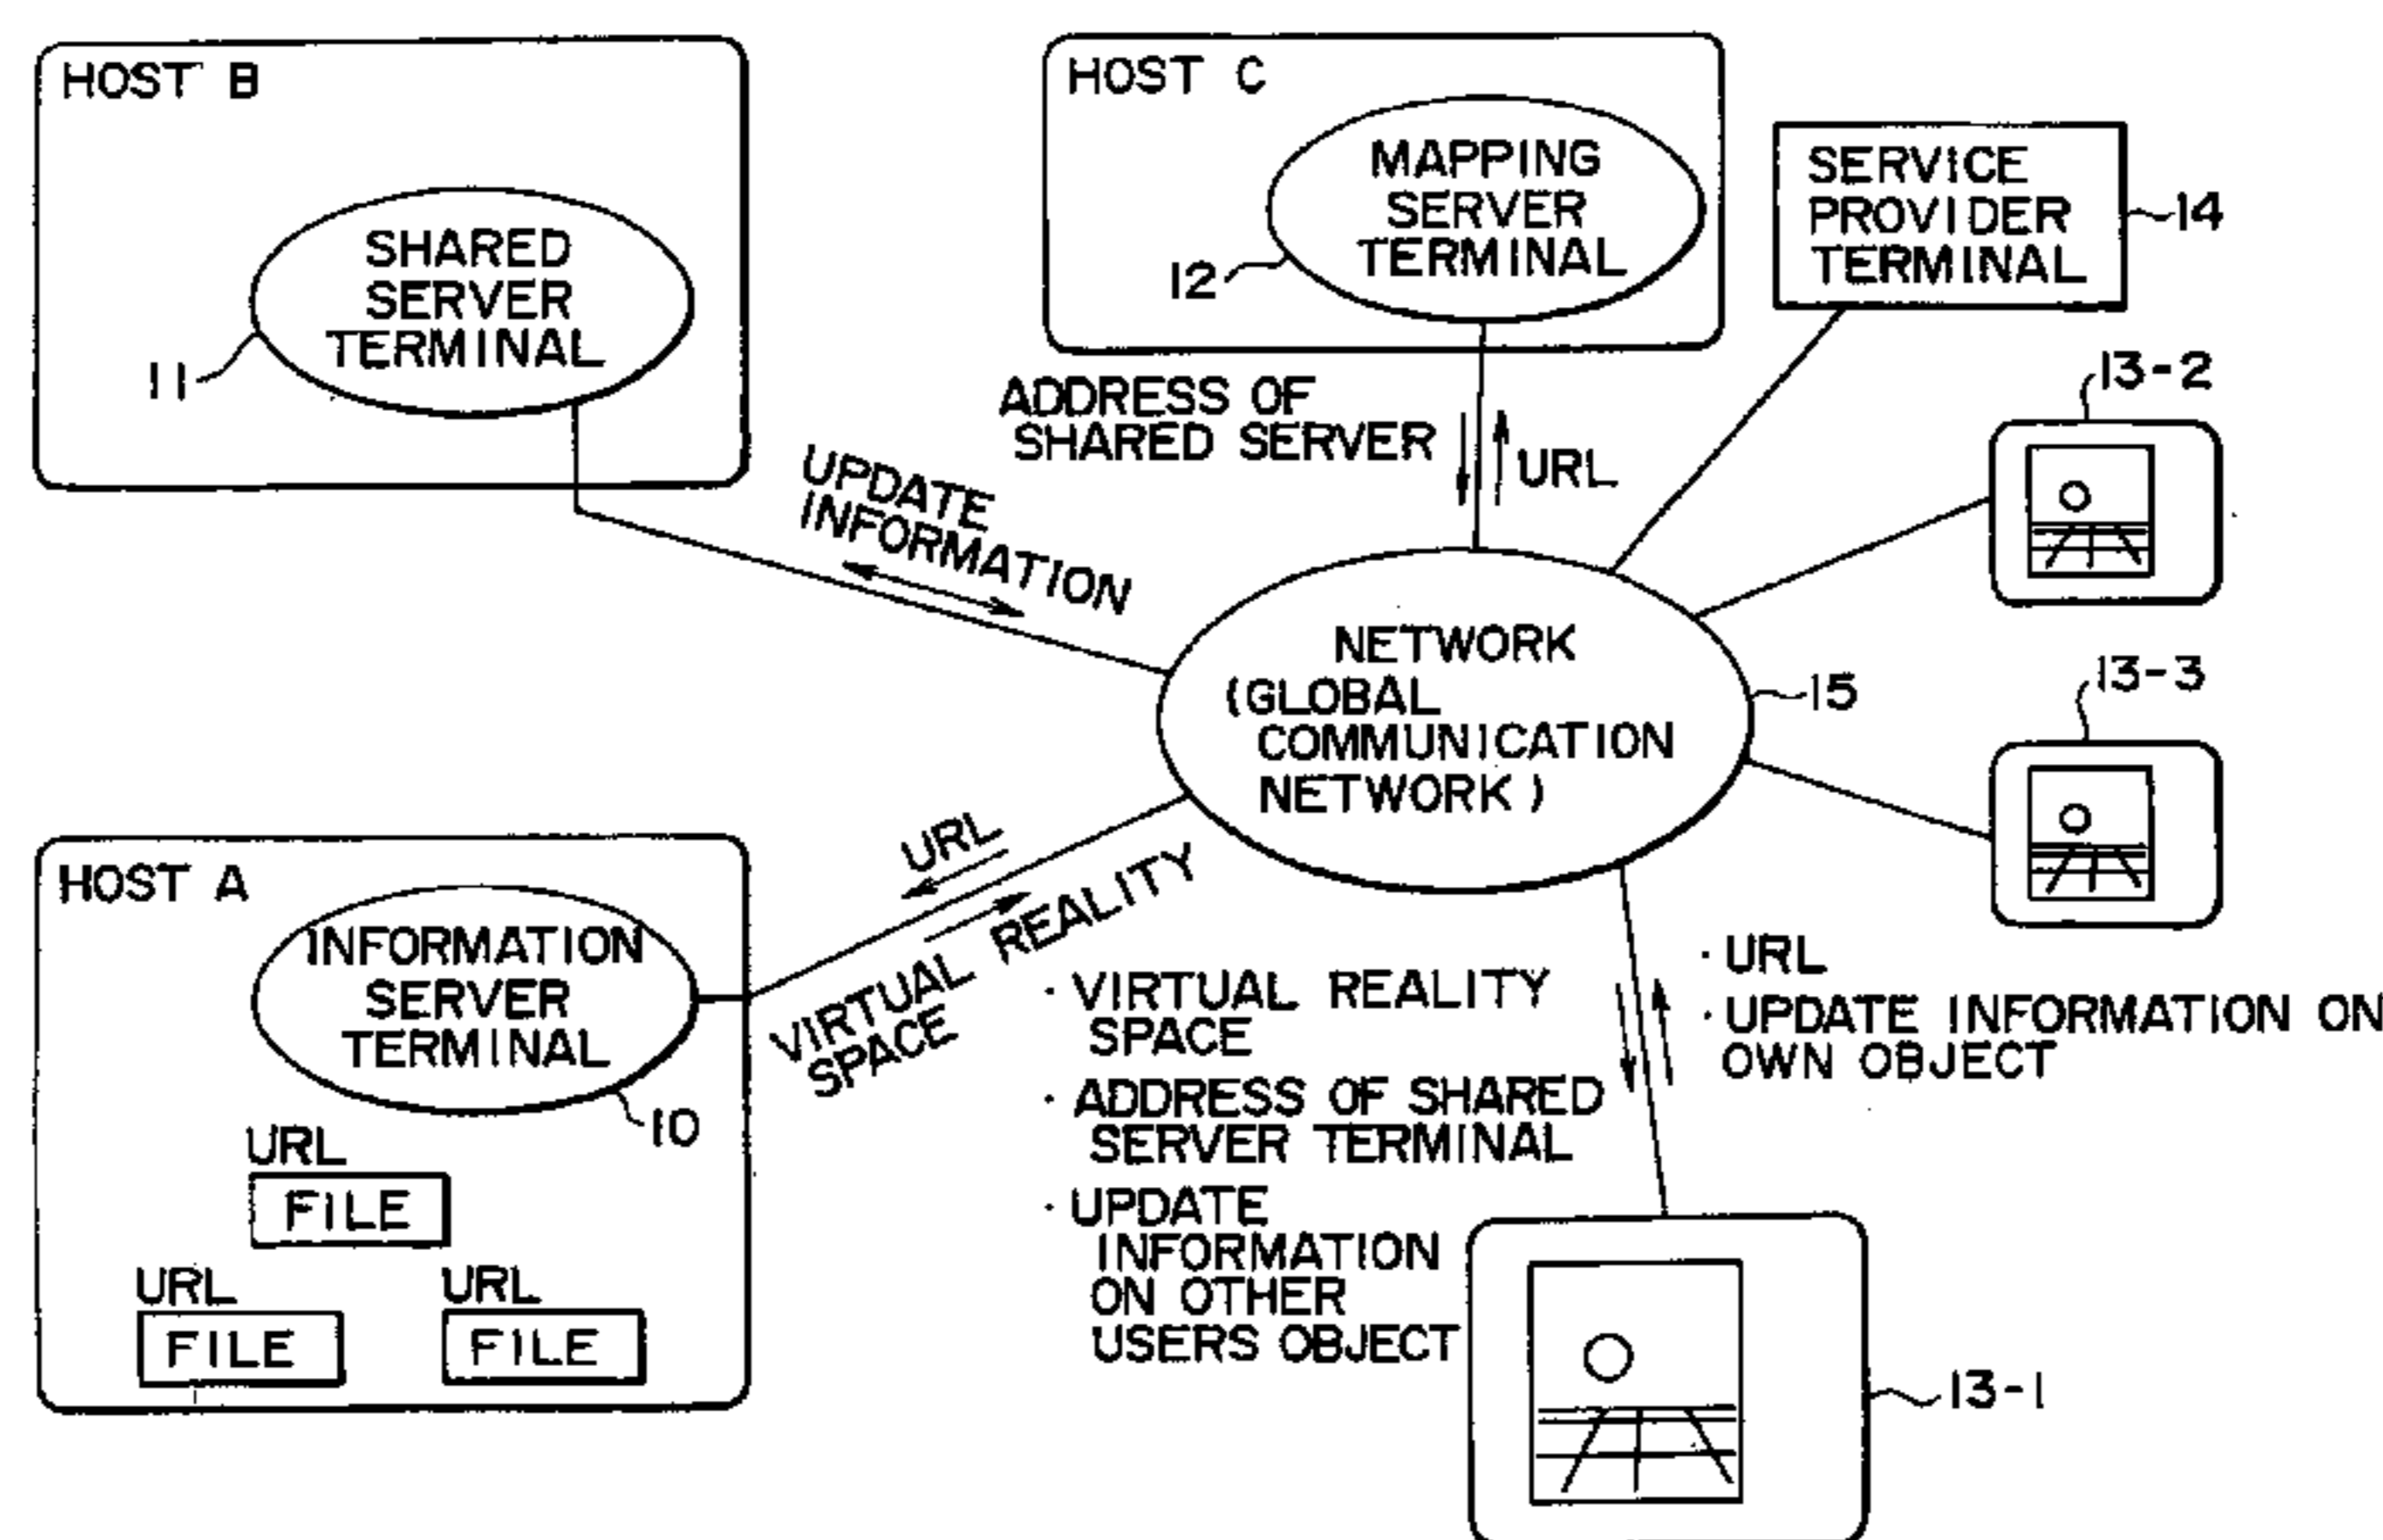 HOST B
SHARED
SERVER
TERMINAL
11
HOST C
MAPPING
SERVER
TERMINAL
12
SERVICE
PROVIDER
TERMINAL
14
ADDRESS OF
SHARED SERVER
URL
UPDATE
INFORMATION
13-2
13-3
NETWORK
(GLOBAL
COMMUNICATION
NETWORK)
15
HOST A
INFORMATION
SERVER
TERMINAL
10
URL
FILE
URL
FILE
URL
FILE
URL
VIRTUAL REALITY
SPACE
· VIRTUAL REALITY
SPACE
· ADDRESS OF SHARED
SERVER TERMINAL
· UPDATE
INFORMATION
ON OTHER
USERS OBJECT
· URL
· UPDATE INFORMATION ON
OWN OBJECT
13-1